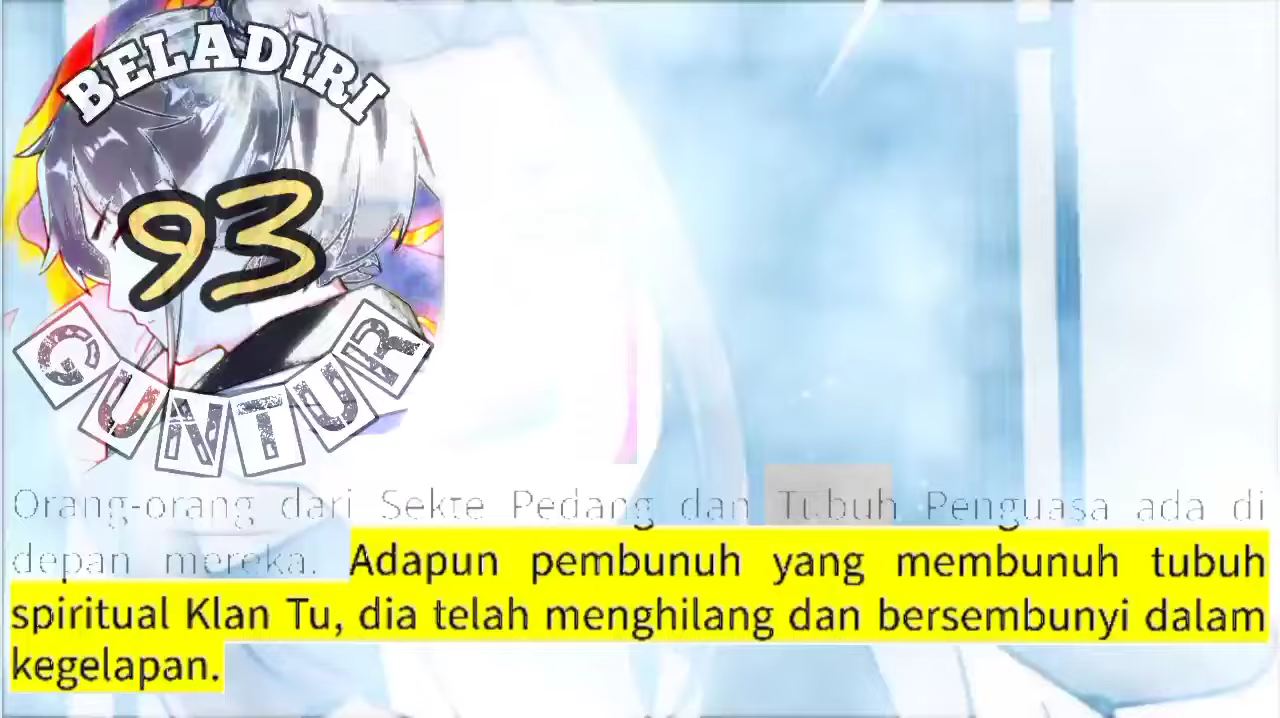 BELADIRI
93
GUNTUR
Orang-orang dari Sekte Pedang dan Tubuh Penguasa ada di
depan mereka. Adapun pembunuh yang membunuh tubuh
spiritual Klan Tu, dia telah menghilang dan bersembunyi dalam
kegelapan.